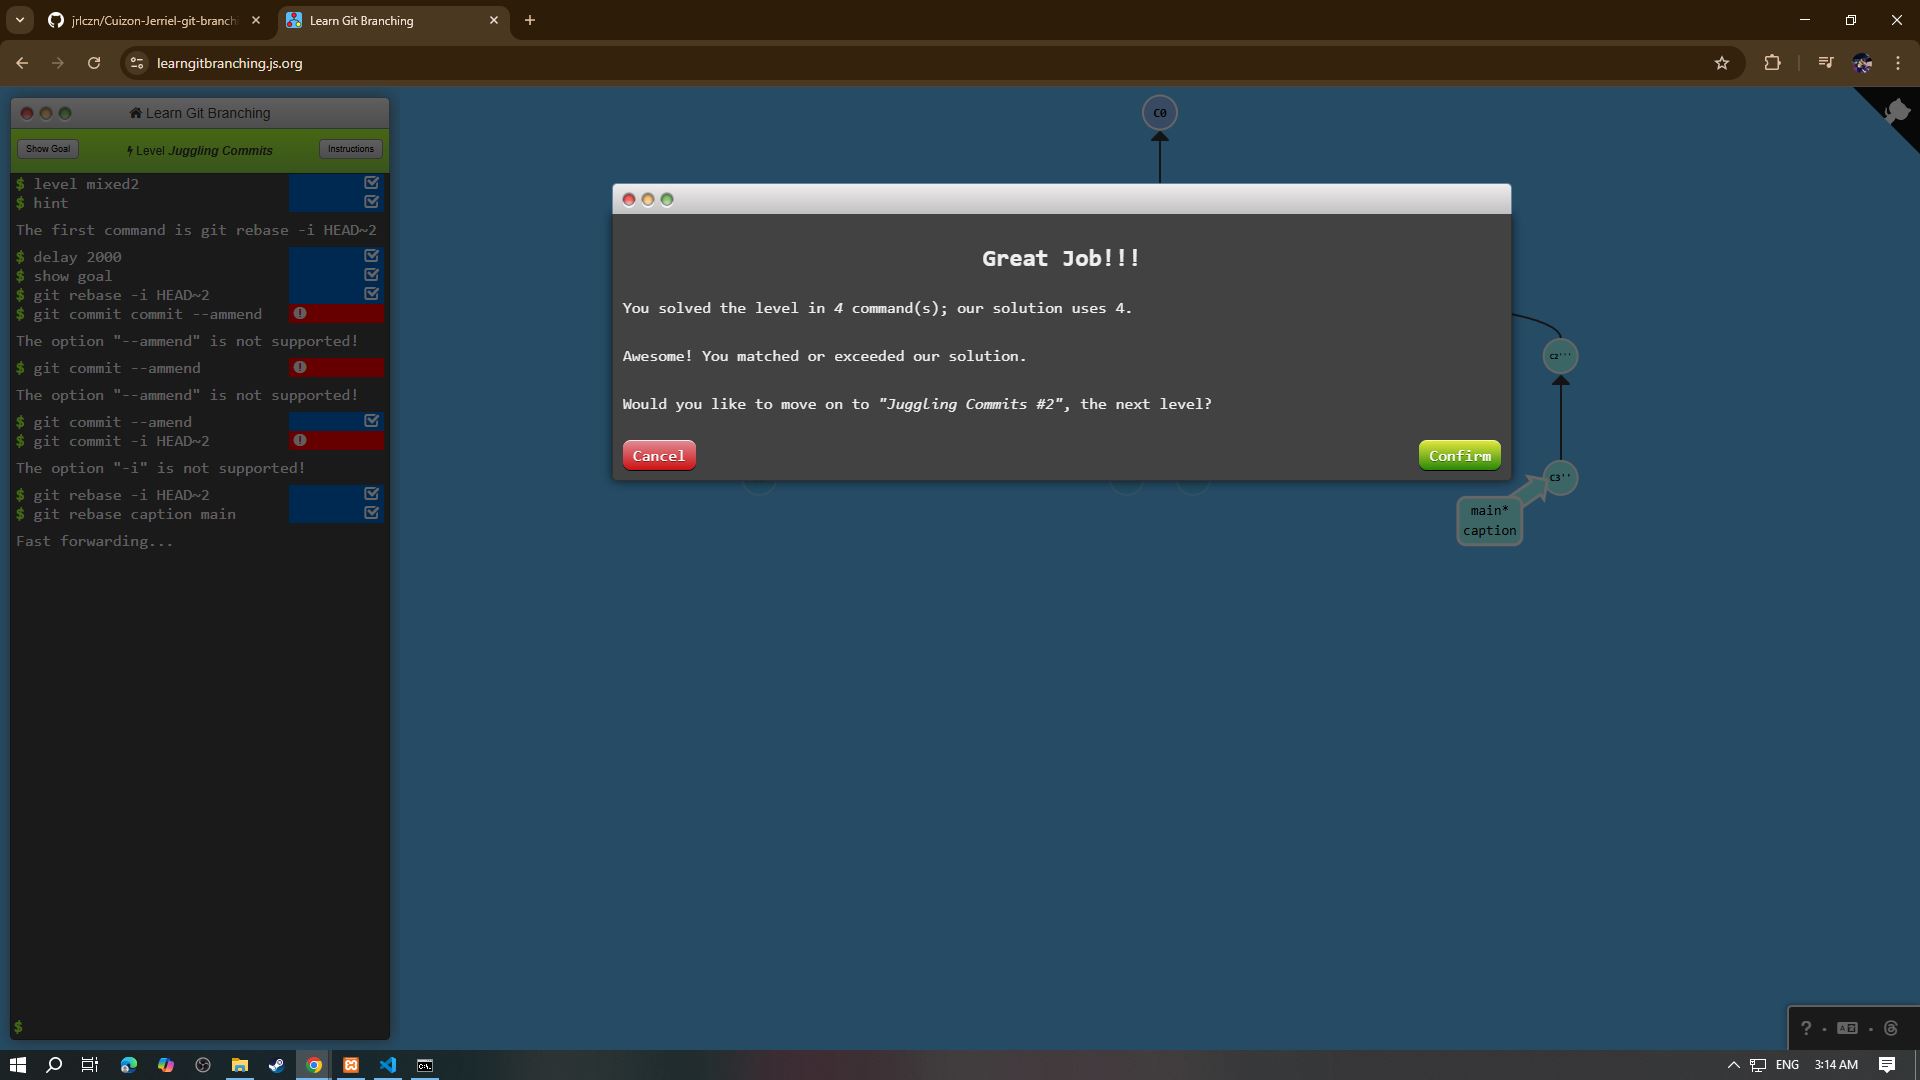 jrlczn/Cuizon-Jerriel-git-branchi
Learn Git Branching
learngitbranching.js.org
Learn Git Branching
Show Goal
Level Juggling Commits
Instructions
$ level mixed2
$ hint
The first command is git rebase -i HEAD~2
$ delay 2000
$ show goal
$ git rebase -i HEAD~2
$ git commit commit --ammend
The option "--ammend" is not supported!
$ git commit --ammend
The option "--ammend" is not supported!
$ git commit --amend
$ git commit -i HEAD~2
The option "-i" is not supported!
$ git rebase -i HEAD~2
$ git rebase caption main
Fast forwarding...
$
C0
Great Job!!!
You solved the level in 4 command(s); our solution uses 4.
Awesome! You matched or exceeded our solution.
Would you like to move on to "Juggling Commits #2", the next level?
Cancel
Confirm
C2'''
C3''
main*
caption
?
ENG
3:14 AM